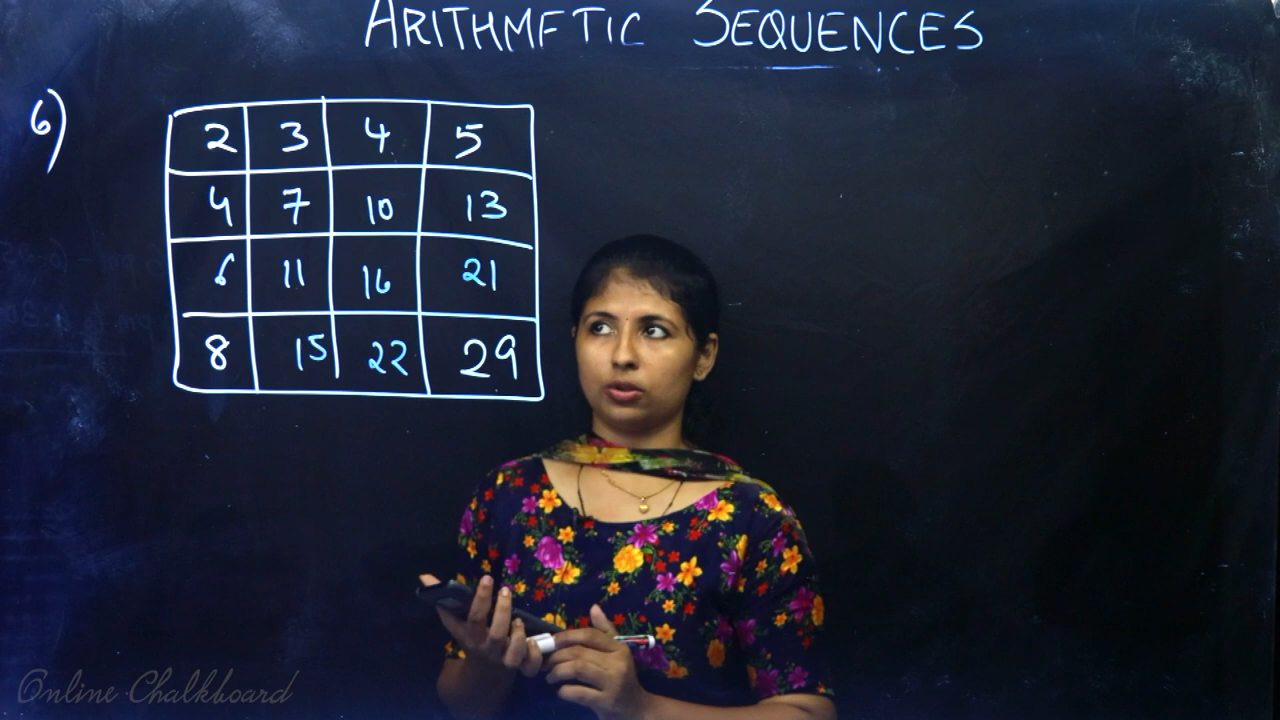 ARITHMETIC SEQUENCES
6)
2 3 4 5
4 7 10 13
6 11 16 21
8 15 22 29
Online Chalkboard